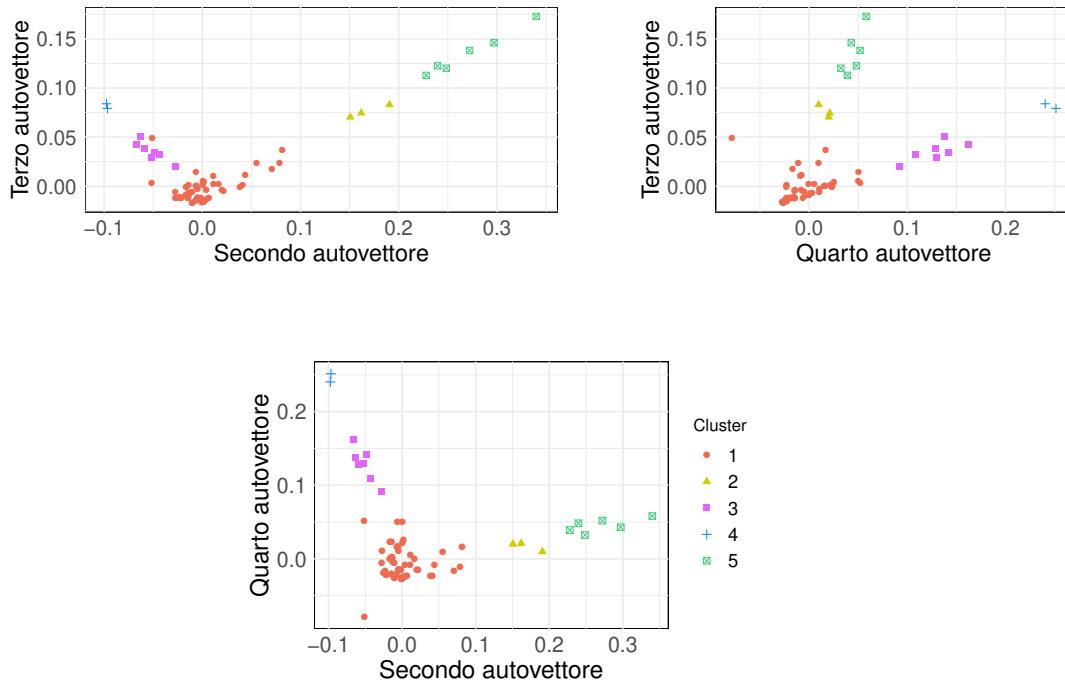 Terzo autovettore
0.15
0.10
0.05
0.00
−0.1 0.0 0.1 0.2 0.3
Secondo autovettore
Terzo autovettore
0.15
0.10
0.05
0.00
0.0 0.1 0.2
Quarto autovettore
Quarto autovettore
0.2
0.1
0.0
−0.1 0.0 0.1 0.2 0.3
Secondo autovettore
Cluster
1
2
3
4
5